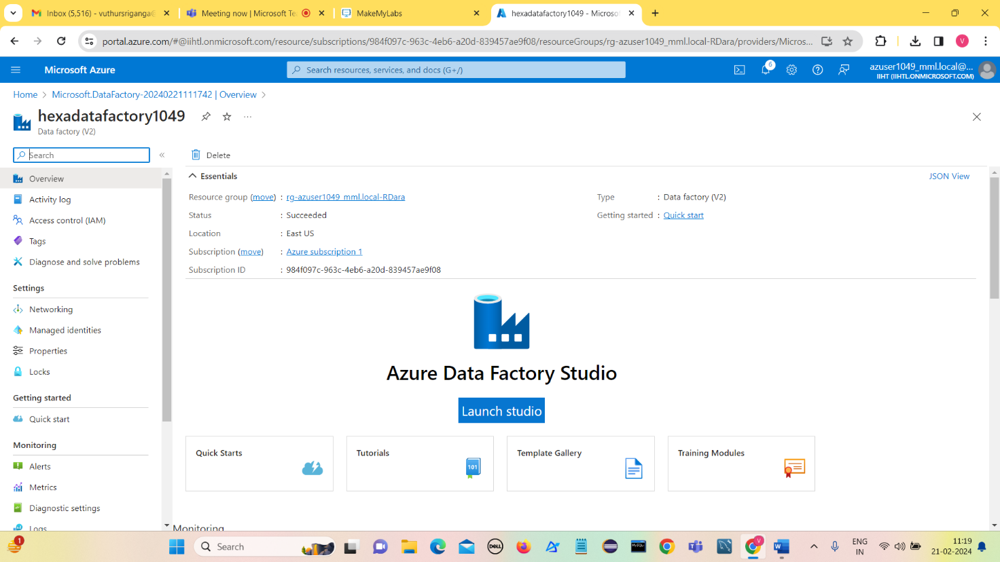 Inbox (5,516) - vuthursriganga@
Meeting now | Microsoft Te
MakeMyLabs
hexadatafactory1049 - Microso
portal.azure.com/#@iihtl.onmicrosoft.com/resource/subscriptions/984f097c-963c-4eb6-a20d-839457ae9f08/resourceGroups/rg-azuser1049_mml.local-RDara/providers/Micros...
V
Microsoft Azure
Search resources, services, and docs (G+/)
6
azuser1049_mml.local@...
IIHT (IIHTL.ONMICROSOFT.COM)
Home > Microsoft.DataFactory-20240221111742 | Overview >
hexadatafactory1049
Data factory (V2)
Search
Delete
Overview
Activity log
Access control (IAM)
Tags
Diagnose and solve problems
Settings
Networking
Managed identities
Properties
Locks
Getting started
Quick start
Monitoring
Alerts
Metrics
Diagnostic settings
Logs
Essentials
JSON View
Resource group (move) : rg-azuser1049_mml.local-RDara
Status : Succeeded
Location : East US
Subscription (move) : Azure subscription 1
Subscription ID : 984f097c-963c-4eb6-a20d-839457ae9f08
Type : Data factory (V2)
Getting started : Quick start
Azure Data Factory Studio
Launch studio
Quick Starts
Tutorials
101
Template Gallery
Training Modules
Monitoring
1
Search
DELL
MySQL
V
W
ENG
IN
11:19
21-02-2024